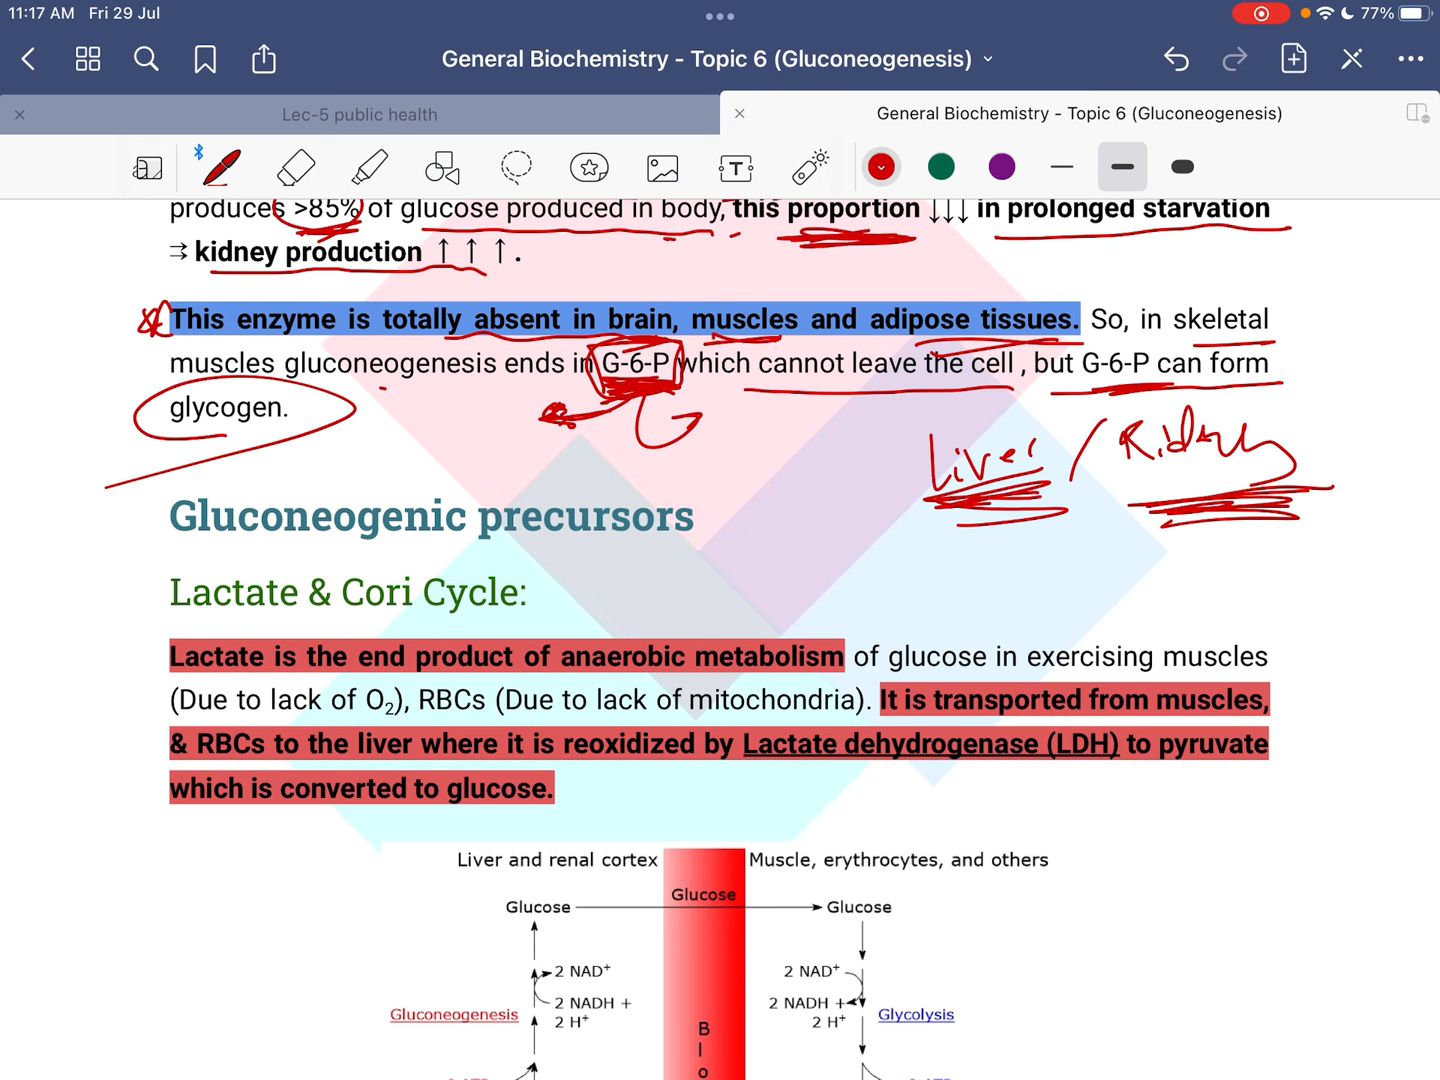 11:17 AM Fri 29 Jul
77%
General Biochemistry - Topic 6 (Gluconeogenesis)
Lec-5 public health
General Biochemistry - Topic 6 (Gluconeogenesis)
T
produces >85% of glucose produced in body, this proportion ↓↓↓ in prolonged starvation
⇉ kidney production ↑ ↑ ↑ .
This enzyme is totally absent in brain, muscles and adipose tissues. So, in skeletal
muscles gluconeogenesis ends in G-6-P which cannot leave the cell , but G-6-P can form
glycogen.
Liver / Kidney
Gluconeogenic precursors
Lactate & Cori Cycle:
Lactate is the end product of anaerobic metabolism of glucose in exercising muscles
(Due to lack of O₂), RBCs (Due to lack of mitochondria). It is transported from muscles,
& RBCs to the liver where it is reoxidized by Lactate dehydrogenase (LDH) to pyruvate
which is converted to glucose.
Liver and renal cortex Muscle, erythrocytes, and others
Glucose
Glucose Glucose
2 NAD⁺ 2 NAD⁺
2 NADH + 2 NADH +
2 H⁺ 2 H⁺
Gluconeogenesis Glycolysis
B
l
o